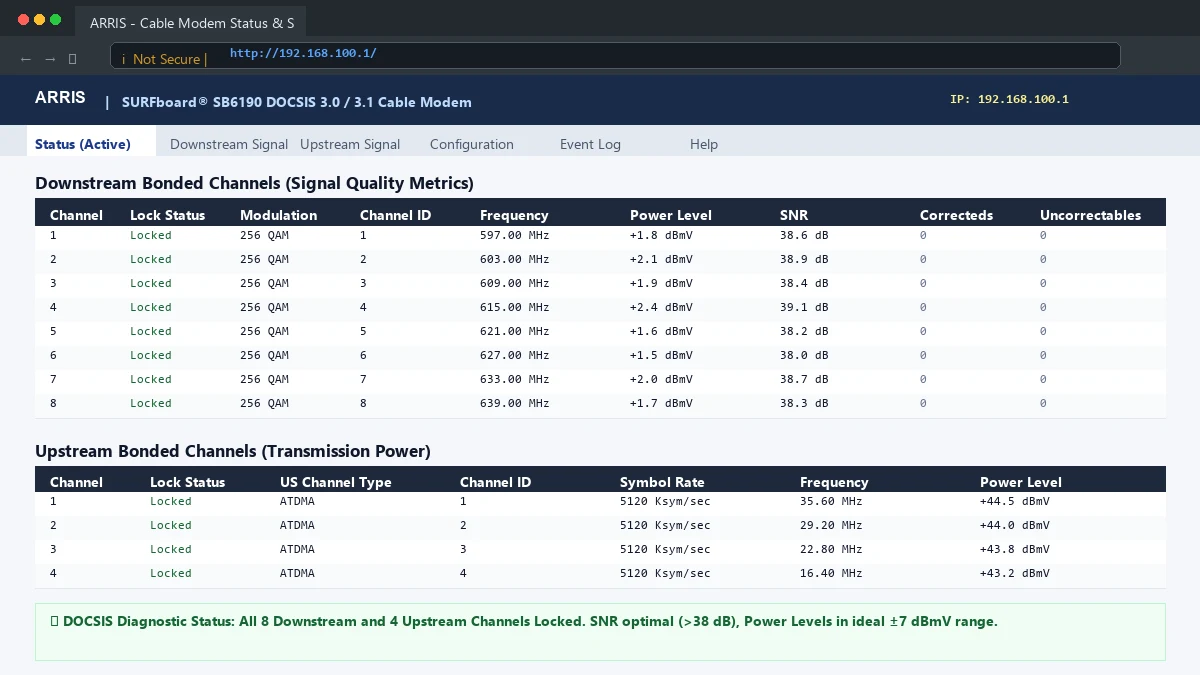 ARRIS - Cable Modem Status & S
← → i Not Secure | http://192.168.100.1/
ARRIS | SURFboard® SB6190 DOCSIS 3.0 / 3.1 Cable Modem IP: 192.168.100.1
Status (Active) Downstream Signal Upstream Signal Configuration Event Log Help
Downstream Bonded Channels (Signal Quality Metrics)
Channel Lock Status Modulation Channel ID Frequency Power Level SNR Correcteds Uncorrectables
1 Locked 256 QAM 1 597.00 MHz +1.8 dBmV 38.6 dB 0 0
2 Locked 256 QAM 2 603.00 MHz +2.1 dBmV 38.9 dB 0 0
3 Locked 256 QAM 3 609.00 MHz +1.9 dBmV 38.4 dB 0 0
4 Locked 256 QAM 4 615.00 MHz +2.4 dBmV 39.1 dB 0 0
5 Locked 256 QAM 5 621.00 MHz +1.6 dBmV 38.2 dB 0 0
6 Locked 256 QAM 6 627.00 MHz +1.5 dBmV 38.0 dB 0 0
7 Locked 256 QAM 7 633.00 MHz +2.0 dBmV 38.7 dB 0 0
8 Locked 256 QAM 8 639.00 MHz +1.7 dBmV 38.3 dB 0 0
Upstream Bonded Channels (Transmission Power)
Channel Lock Status US Channel Type Channel ID Symbol Rate Frequency Power Level
1 Locked ATDMA 1 5120 Ksym/sec 35.60 MHz +44.5 dBmV
2 Locked ATDMA 2 5120 Ksym/sec 29.20 MHz +44.0 dBmV
3 Locked ATDMA 3 5120 Ksym/sec 22.80 MHz +43.8 dBmV
4 Locked ATDMA 4 5120 Ksym/sec 16.40 MHz +43.2 dBmV
DOCSIS Diagnostic Status: All 8 Downstream and 4 Upstream Channels Locked. SNR optimal (>38 dB), Power Levels in ideal ±7 dBmV range.